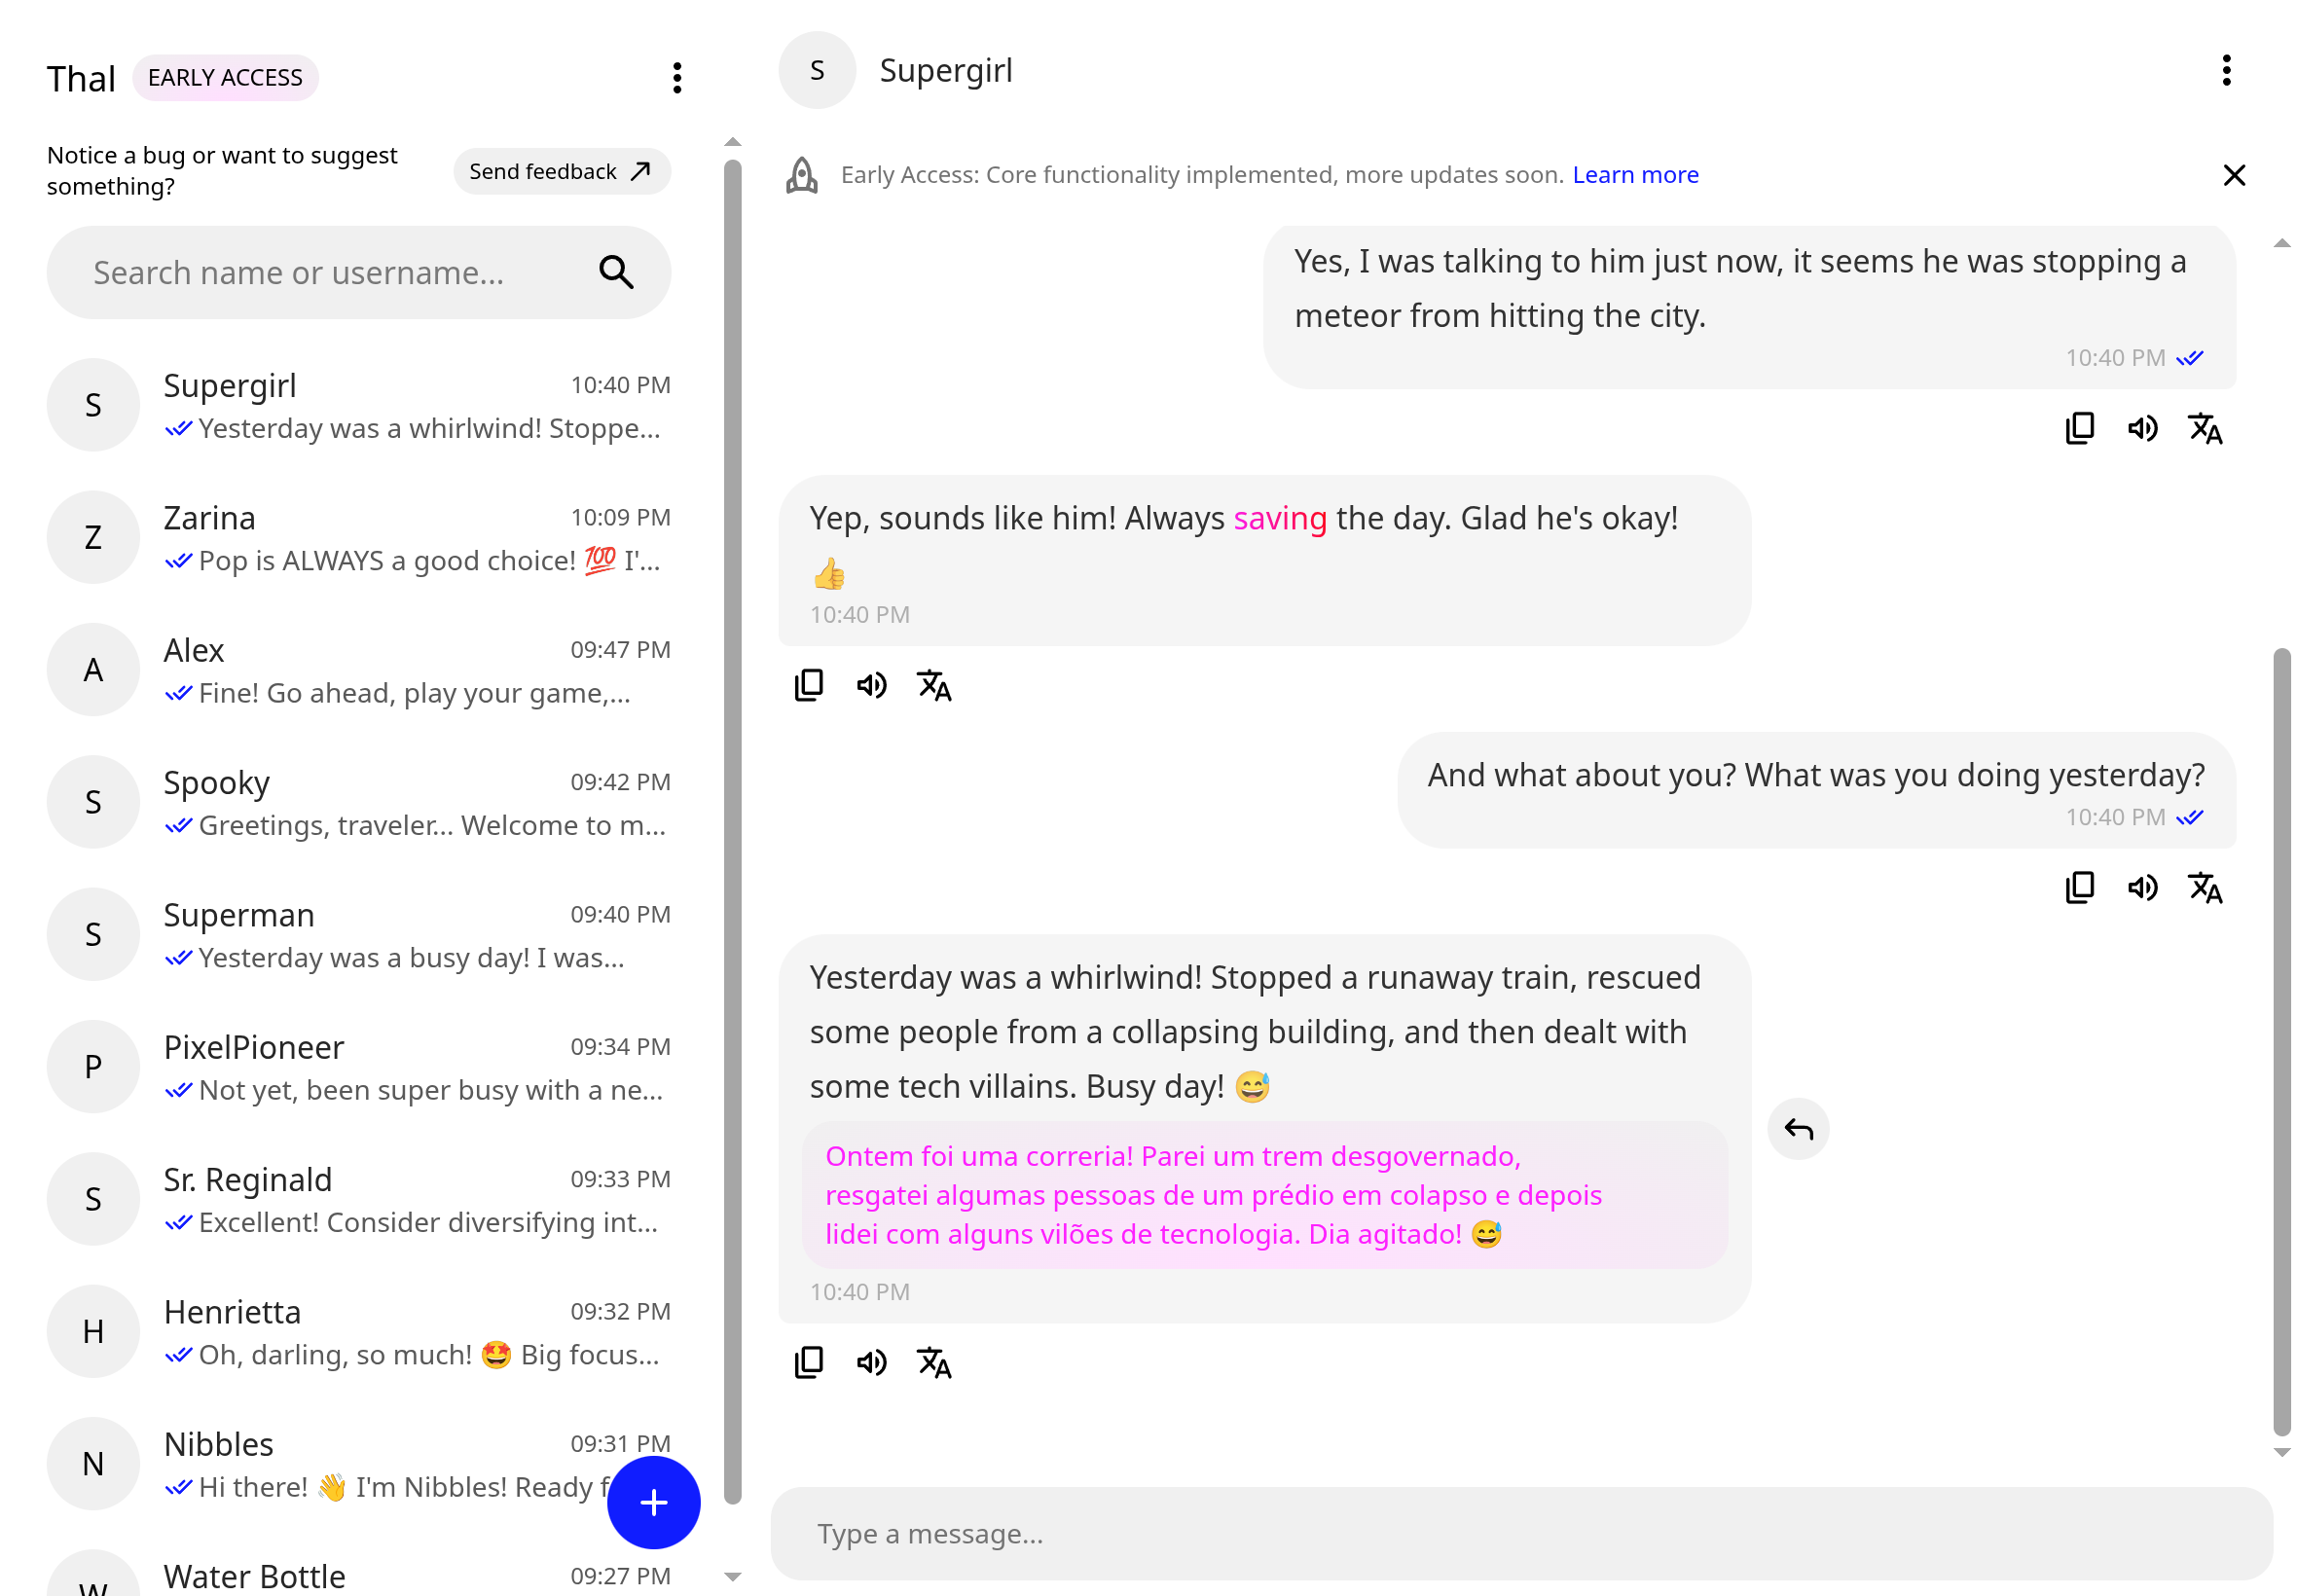 Thal EARLY ACCESS
Notice a bug or want to suggest
something?
Send feedback
Search name or username...
S
Supergirl 10:40 PM
Yesterday was a whirlwind! Stoppe...
Z
Zarina 10:09 PM
Pop is ALWAYS a good choice! 💯 I'...
A
Alex 09:47 PM
Fine! Go ahead, play your game,...
S
Spooky 09:42 PM
Greetings, traveler... Welcome to m...
S
Superman 09:40 PM
Yesterday was a busy day! I was...
P
PixelPioneer 09:34 PM
Not yet, been super busy with a ne...
S
Sr. Reginald 09:33 PM
Excellent! Consider diversifying int...
H
Henrietta 09:32 PM
Oh, darling, so much! 🤩 Big focus...
N
Nibbles 09:31 PM
Hi there! 👋 I'm Nibbles! Ready f
W
Water Bottle 09:27 PM
S Supergirl
Early Access: Core functionality implemented, more updates soon. Learn more
Yes, I was talking to him just now, it seems he was stopping a
meteor from hitting the city.
10:40 PM
Yep, sounds like him! Always saving the day. Glad he's okay!
👍
10:40 PM
And what about you? What was you doing yesterday?
10:40 PM
Yesterday was a whirlwind! Stopped a runaway train, rescued
some people from a collapsing building, and then dealt with
some tech villains. Busy day! 😅
Ontem foi uma correria! Parei um trem desgovernado,
resgatei algumas pessoas de um prédio em colapso e depois
lidei com alguns vilões de tecnologia. Dia agitado! 😅
10:40 PM
Type a message...